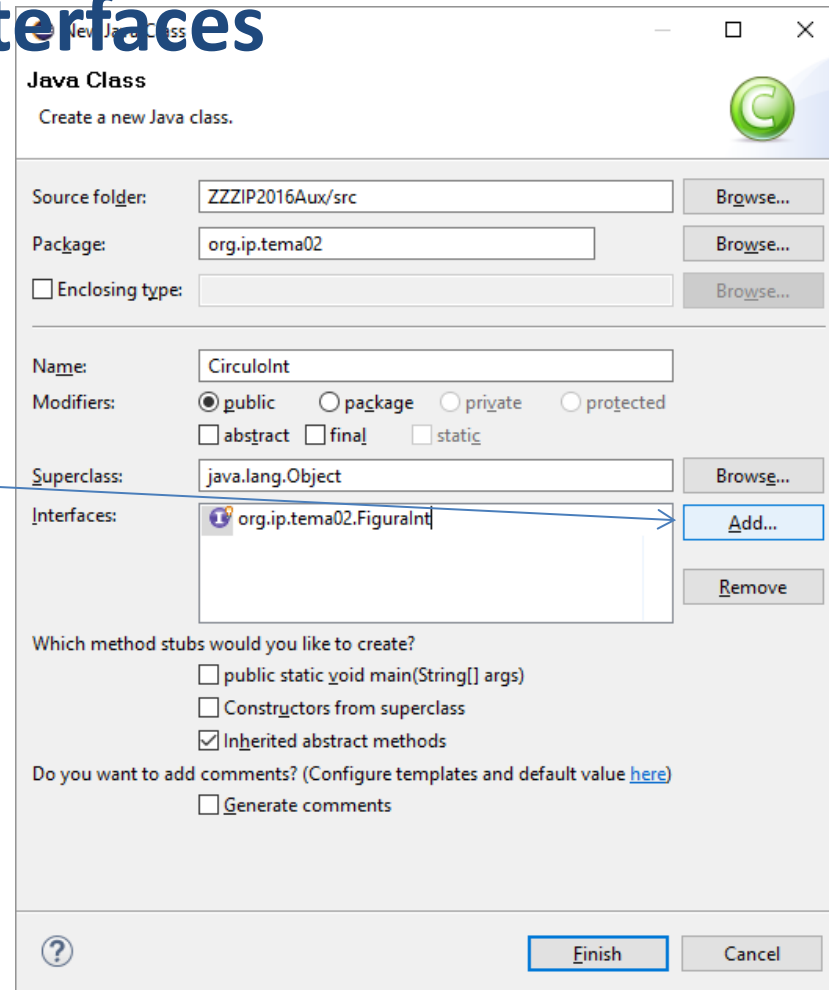 terfaces
New Java Class
Java Class
Create a new Java class.
Source folder: ZZZIP2016Aux/src Browse...
Package: org.ip.tema02 Browse...
Enclosing type: Browse...
Name: CirculoInt
Modifiers: public package private protected
abstract final static
Superclass: java.lang.Object Browse...
Interfaces: org.ip.tema02.FiguraInt Add...
Remove
Which method stubs would you like to create?
public static void main(String[] args)
Constructors from superclass
Inherited abstract methods
Do you want to add comments? (Configure templates and default value here)
Generate comments
Finish Cancel